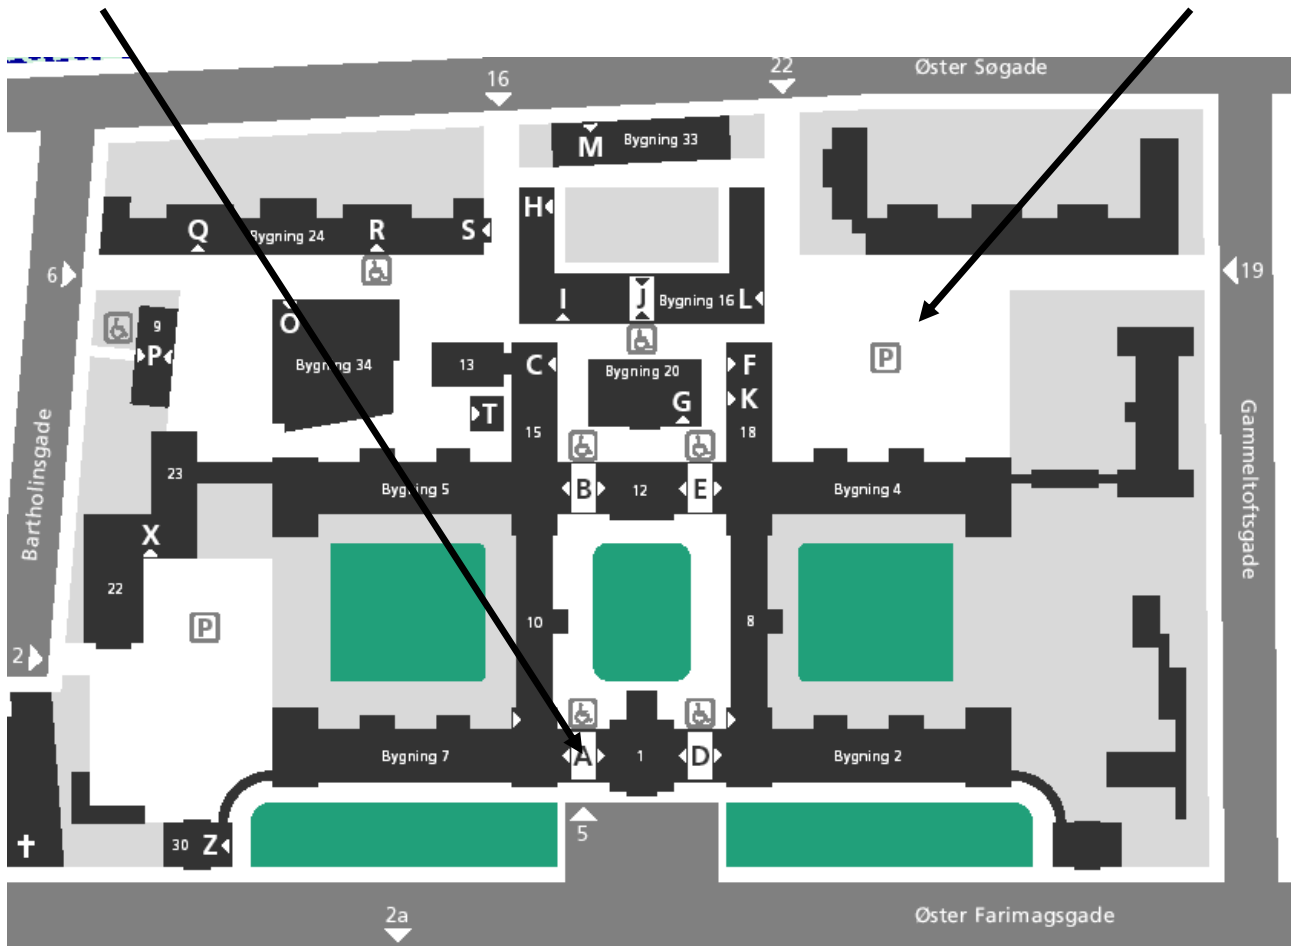 Øster Søgade
16
22
M
Bygning 33
H
Q
Bygning 24
R
S
6
19
I
J
Bygning 16
L
O
9
P
Bygning 34
13
C
Bygning 20
F
P
K
G
T
15
18
Bartholinsgade
Gammeltoftsgade
23
Bygning 5
B
12
E
Bygning 4
X
22
P
10
8
2
Bygning 7
A
1
D
Bygning 2
5
30
Z
2a
Øster Farimagsgade